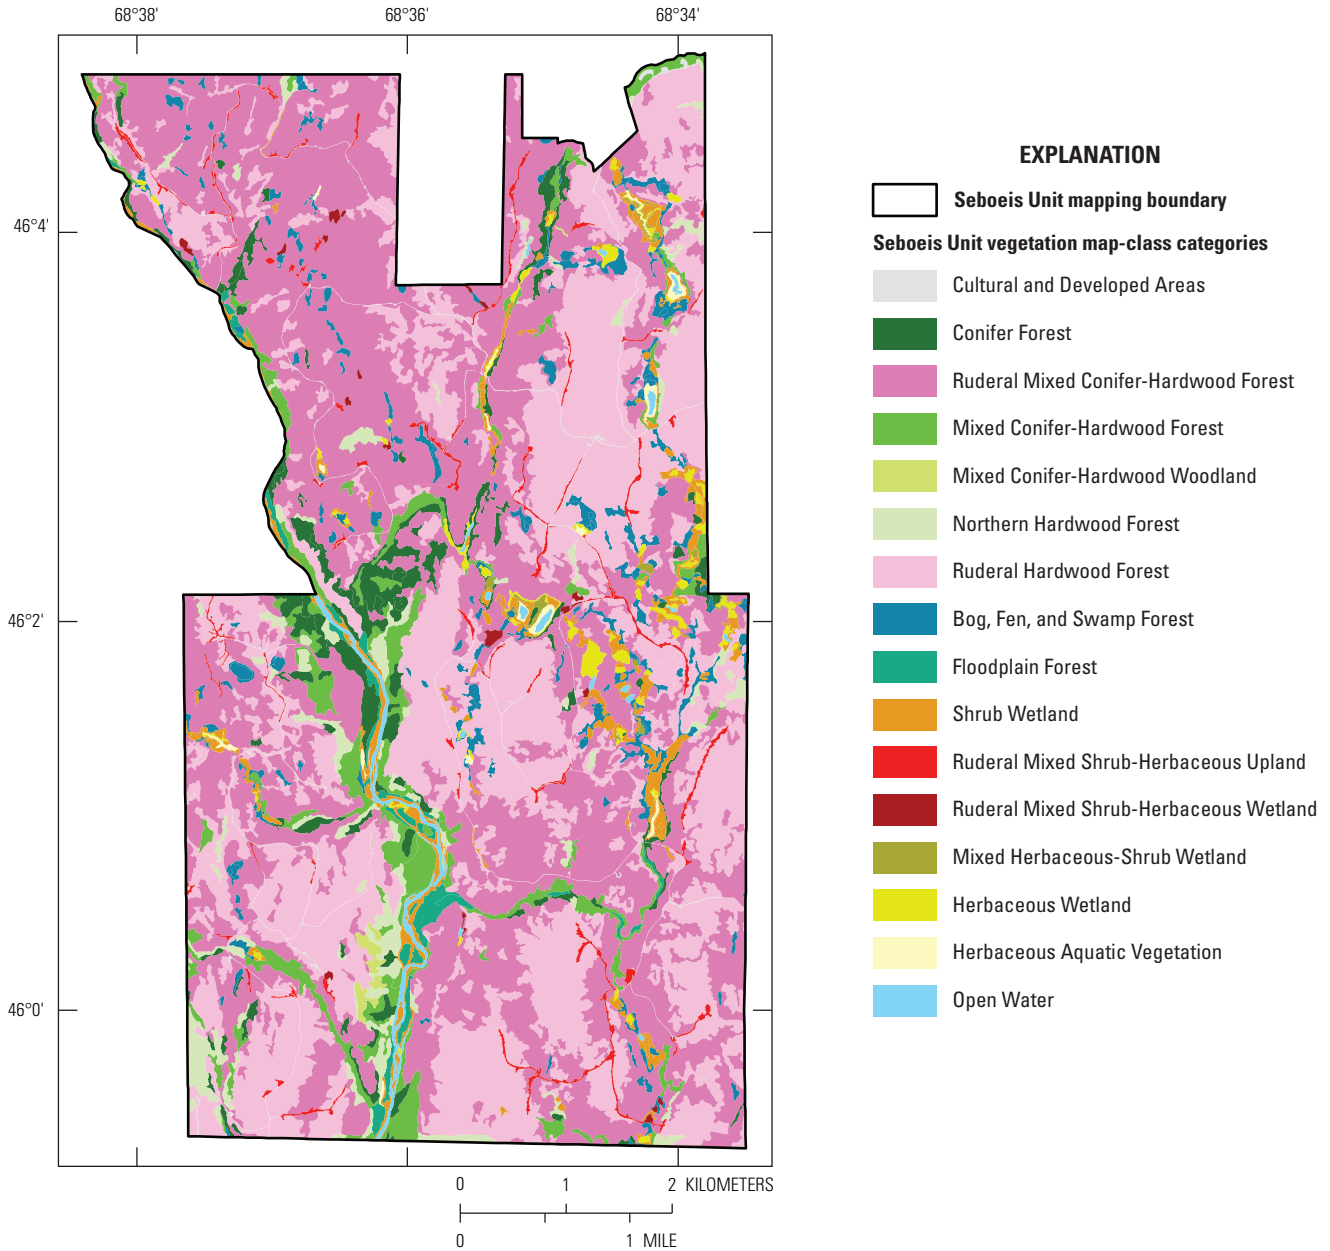 68°38'
68°36'
68°34'
46°4'
46°2'
46°0'
EXPLANATION
Seboeis Unit mapping boundary
Seboeis Unit vegetation map-class categories
Cultural and Developed Areas
Conifer Forest
Ruderal Mixed Conifer-Hardwood Forest
Mixed Conifer-Hardwood Forest
Mixed Conifer-Hardwood Woodland
Northern Hardwood Forest
Ruderal Hardwood Forest
Bog, Fen, and Swamp Forest
Floodplain Forest
Shrub Wetland
Ruderal Mixed Shrub-Herbaceous Upland
Ruderal Mixed Shrub-Herbaceous Wetland
Mixed Herbaceous-Shrub Wetland
Herbaceous Wetland
Herbaceous Aquatic Vegetation
Open Water
0 1 2 KILOMETERS
0 1 MILE